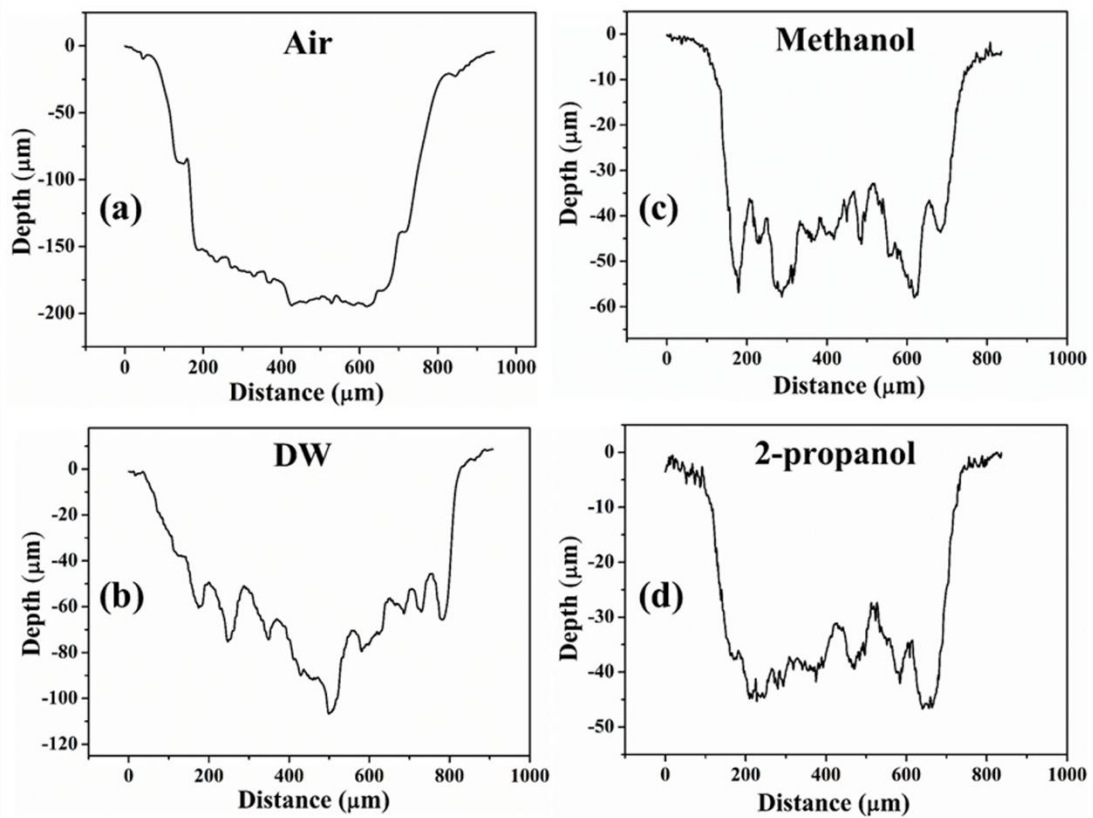 Air
(a)
Depth (μm)
0
-50
-100
-150
-200
0 200 400 600 800 1000
Distance (μm)
Methanol
(c)
Depth (μm)
0
-10
-20
-30
-40
-50
-60
0 200 400 600 800 1000
Distance (μm)
DW
(b)
Depth (μm)
0
-20
-40
-60
-80
-100
-120
0 200 400 600 800 1000
Distance (μm)
2-propanol
(d)
Depth (μm)
0
-10
-20
-30
-40
-50
0 200 400 600 800 1000
Distance (μm)